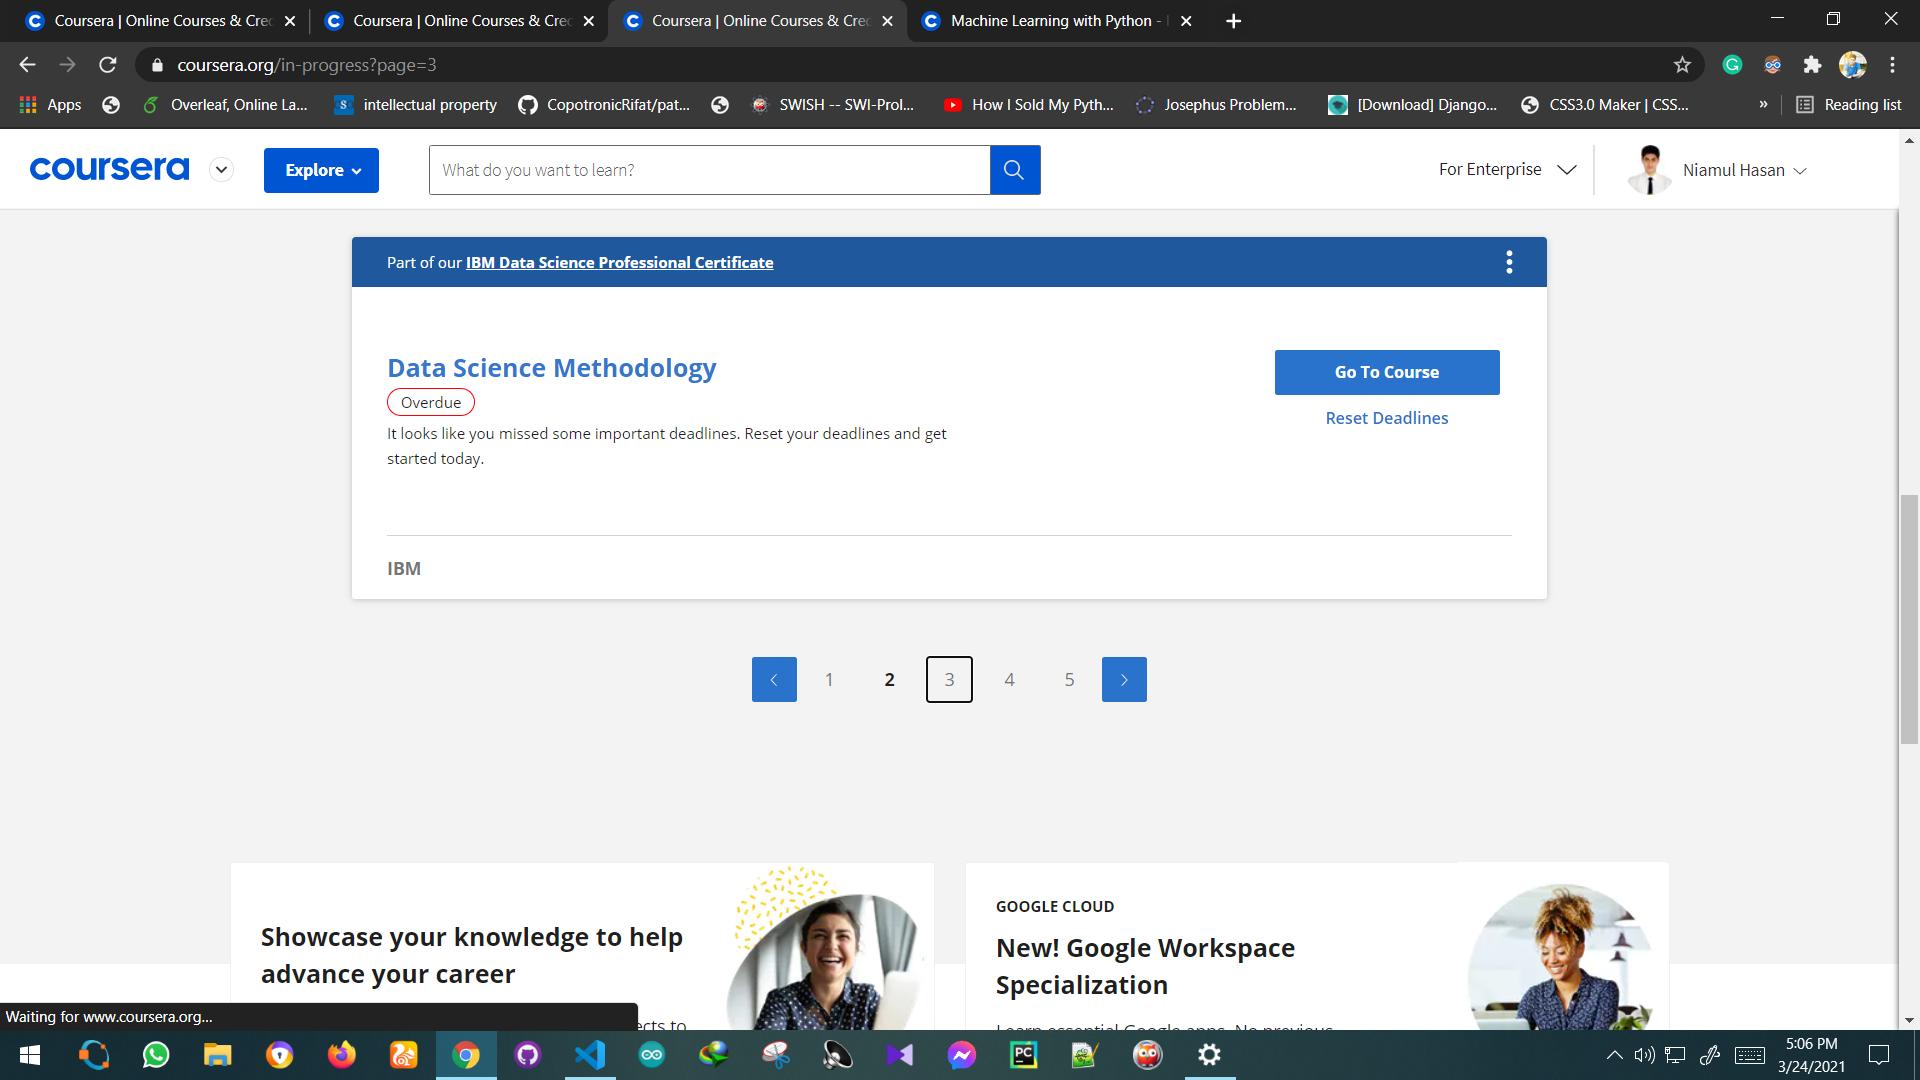 Coursera | Online Courses & Crec
Coursera | Online Courses & Crec
Coursera | Online Courses & Crec
Machine Learning with Python -
coursera.org/in-progress?page=3
Apps
Overleaf, Online La...
intellectual property
CopotronicRifat/pat...
SWISH -- SWI-Prol...
How I Sold My Pyth...
Josephus Problem...
[Download] Django...
CSS3.0 Maker | CSS...
»
Reading list
coursera
Explore
What do you want to learn?
For Enterprise
Niamul Hasan
Part of our IBM Data Science Professional Certificate
Data Science Methodology
Go To Course
Overdue
Reset Deadlines
It looks like you missed some important deadlines. Reset your deadlines and get
started today.
IBM
1 2 3 4 5
Showcase your knowledge to help
advance your career
GOOGLE CLOUD
New! Google Workspace
Specialization
Learn essential Google apps. No previous
Waiting for www.coursera.org...
5:06 PM
3/24/2021